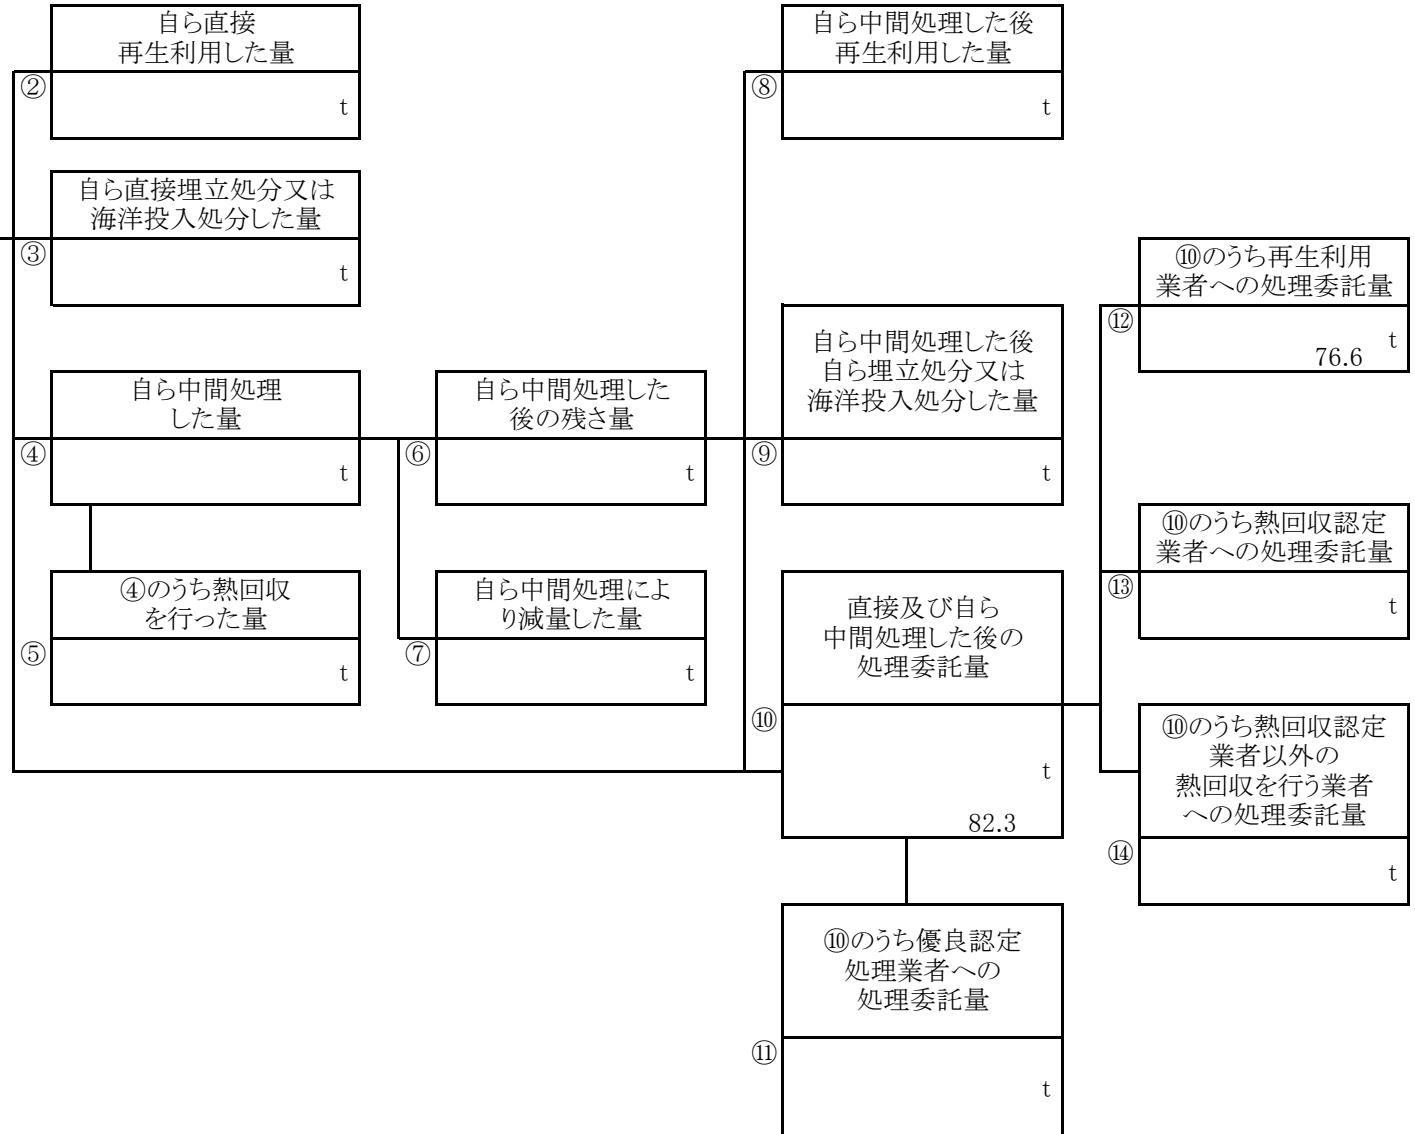 自ら直接
再生利用した量
②
t
自ら直接埋立処分又は
海洋投入処分した量
③
t
自ら中間処理
した量
④
t
④のうち熱回収
を行った量
⑤
t
自ら中間処理した
後の残さ量
⑥
t
自ら中間処理によ
り減量した量
⑦
t
自ら中間処理した後
再生利用した量
⑧
t
自ら中間処理した後
自ら埋立処分又は
海洋投入処分した量
⑨
t
直接及び自ら
中間処理した後の
処理委託量
⑩
t
82.3
⑩のうち優良認定
処理業者への
処理委託量
⑪
t
⑩のうち再生利用
業者への処理委託量
⑫
t
76.6
⑩のうち熱回収認定
業者への処理委託量
⑬
t
⑩のうち熱回収認定
業者以外の
熱回収を行う業者
への処理委託量
⑭
t